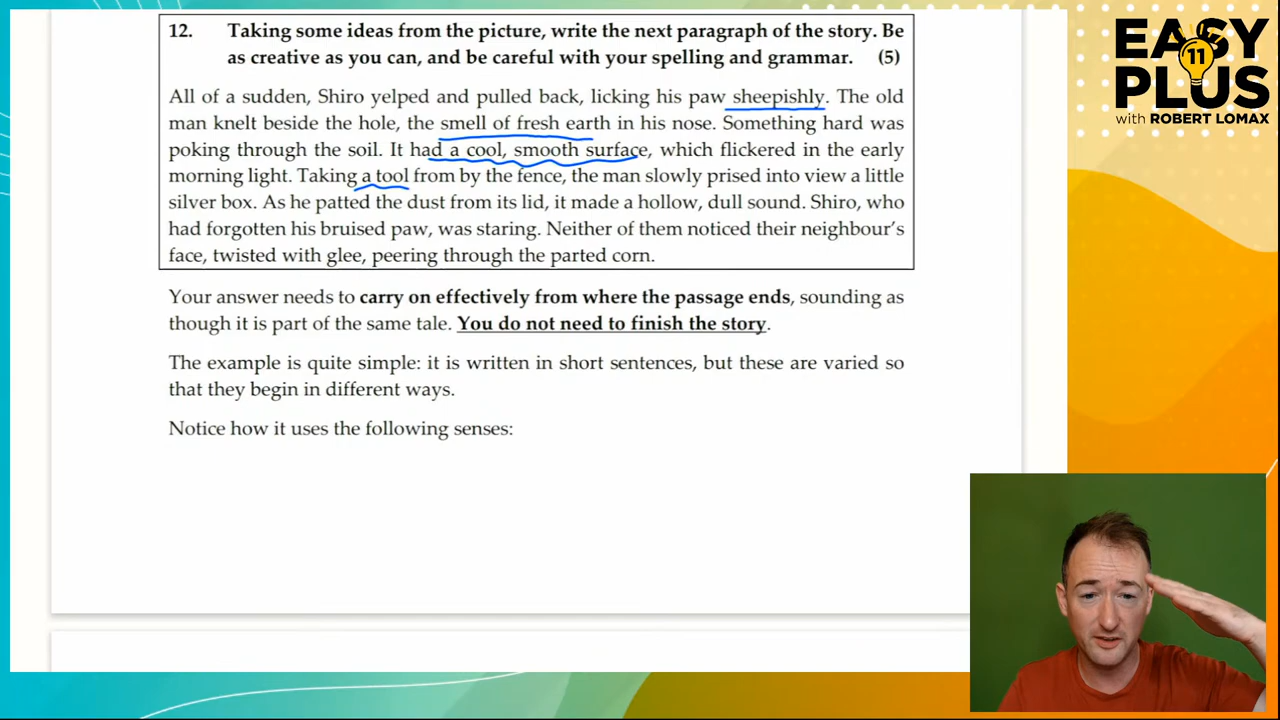 12. Taking some ideas from the picture, write the next paragraph of the story. Be
as creative as you can, and be careful with your spelling and grammar. (5)
All of a sudden, Shiro yelped and pulled back, licking his paw sheepishly. The old
man knelt beside the hole, the smell of fresh earth in his nose. Something hard was
poking through the soil. It had a cool, smooth surface, which flickered in the early
morning light. Taking a tool from by the fence, the man slowly prised into view a little
silver box. As he patted the dust from its lid, it made a hollow, dull sound. Shiro, who
had forgotten his bruised paw, was staring. Neither of them noticed their neighbour's
face, twisted with glee, peering through the parted corn.
Your answer needs to carry on effectively from where the passage ends, sounding as
though it is part of the same tale. You do not need to finish the story.
The example is quite simple: it is written in short sentences, but these are varied so
that they begin in different ways.
Notice how it uses the following senses:
EASY
11
PLUS
with ROBERT LOMAX